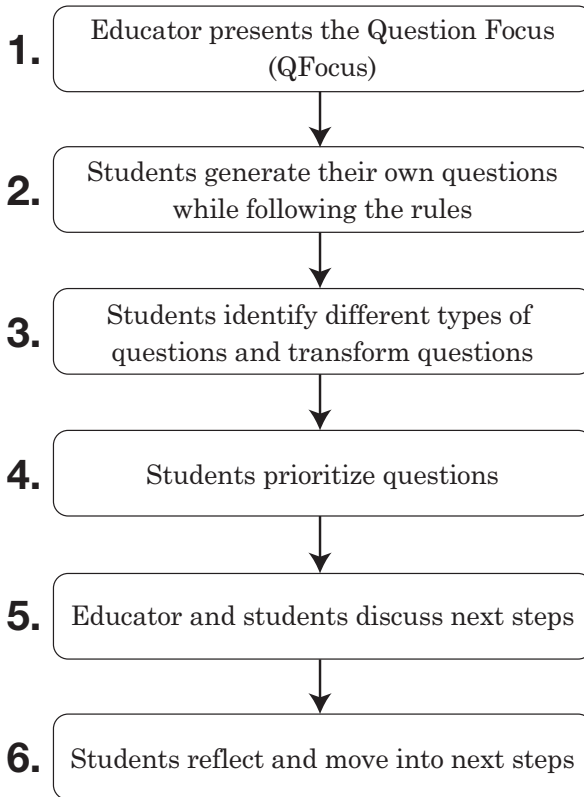 1.
Educator presents the Question Focus
(QFocus)
2.
Students generate their own questions
while following the rules
3.
Students identify different types of
questions and transform questions
4.
Students prioritize questions
5.
Educator and students discuss next steps
6.
Students reflect and move into next steps